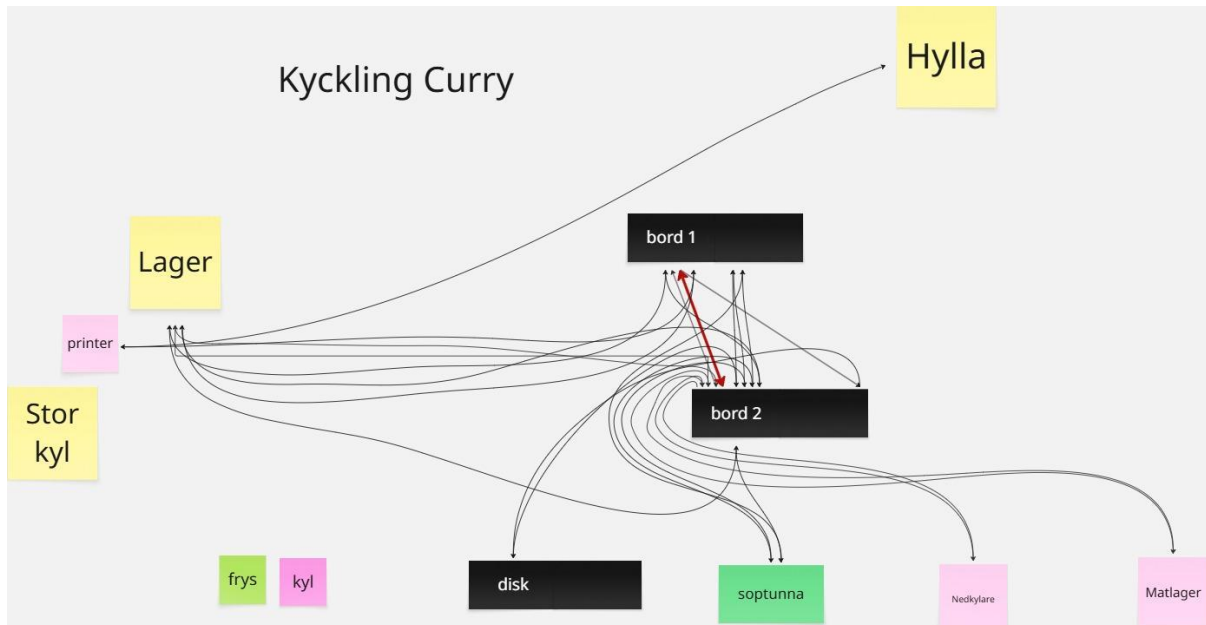 Hylla
Kyckling Curry
bord 1
Lager
printer
Stor
kyl
bord 2
frys
kyl
disk
soptunna
Nedkylare
Matlager